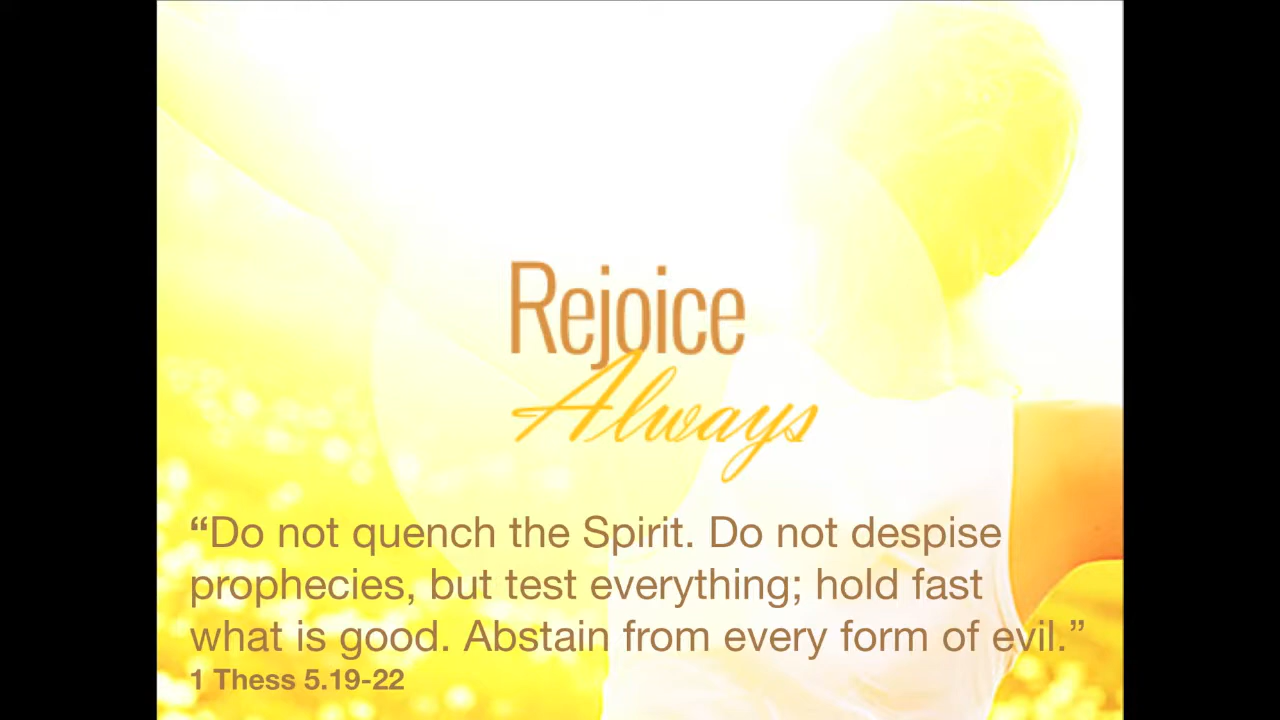 Rejoice
Always
“Do not quench the Spirit. Do not despise
prophecies, but test everything; hold fast
what is good. Abstain from every form of evil.”
1 Thess 5.19-22